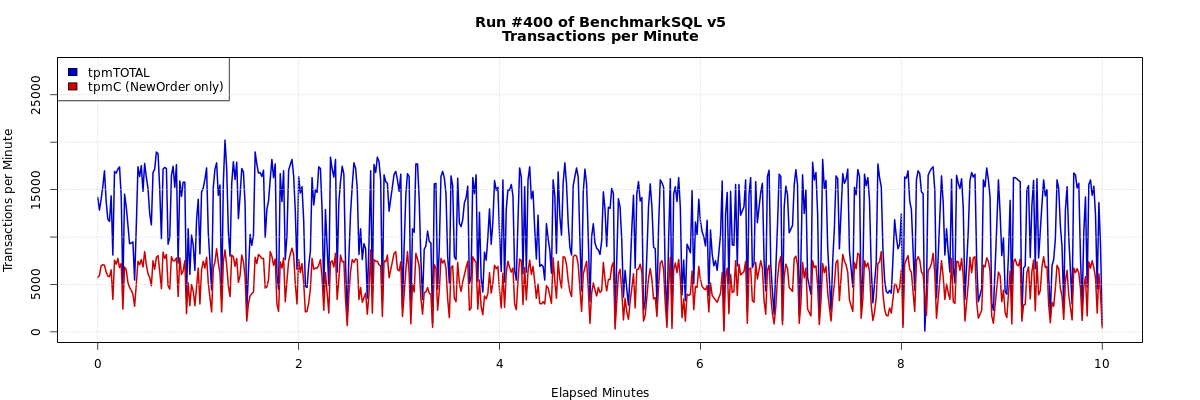 Run #400 of BenchmarkSQL v5
Transactions per Minute
tpmTOTAL
tpmC (NewOrder only)
Transactions per Minute
25000
15000
5000
0
0 2 4 6 8 10
Elapsed Minutes